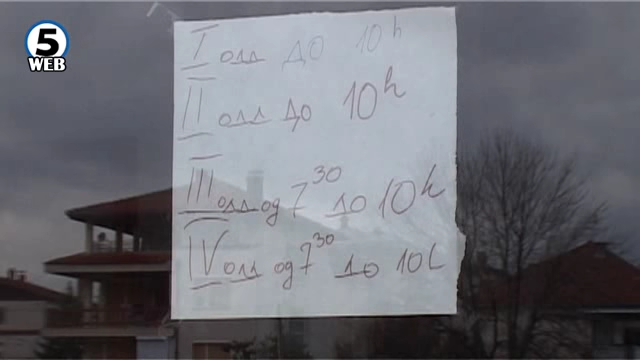 5
WEB
I одд до 10h
II одд до 10h
III одд од 7³⁰ до 10h
IV одд од 7³⁰ до 10h